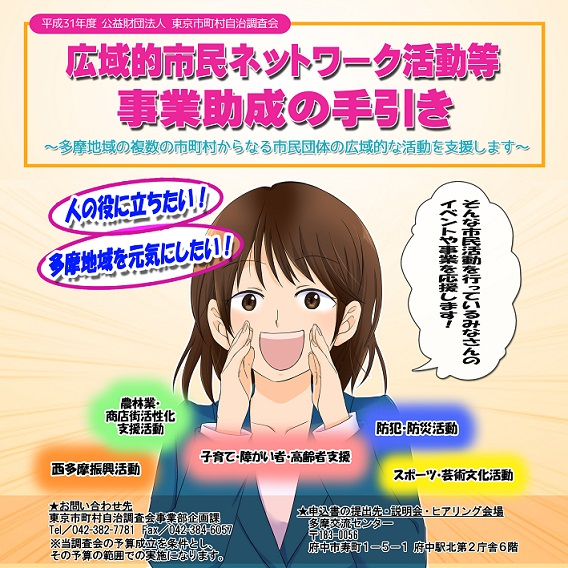 平成31年度 公益財団法人 東京市町村自治調査会
広域的市民ネットワーク活動等
事業助成の手引き
～多摩地域の複数の市町村からなる市民団体の広域的な活動を支援します～
人の役に立ちたい！
多摩地域を元気にしたい！
そんな市民活動を行っているみなさんの
イベントや事業を応援します！
農林業・
商店街活性化
支援活動
防犯・防災活動
子育て・障がい者・高齢者支援
西多摩振興活動
スポーツ・芸術文化活動
★お問い合わせ先
東京市町村自治調査会事業部企画課
Tel／042-382-7781 Fax／042-384-6057
※当調査会の予算成立を条件とし、
その予算の範囲での実施になります。
★申込書の提出先・説明会・ヒアリング会場
多摩交流センター
〒183-0056
府中市寿町１－５－１ 府中駅北第２庁舎６階